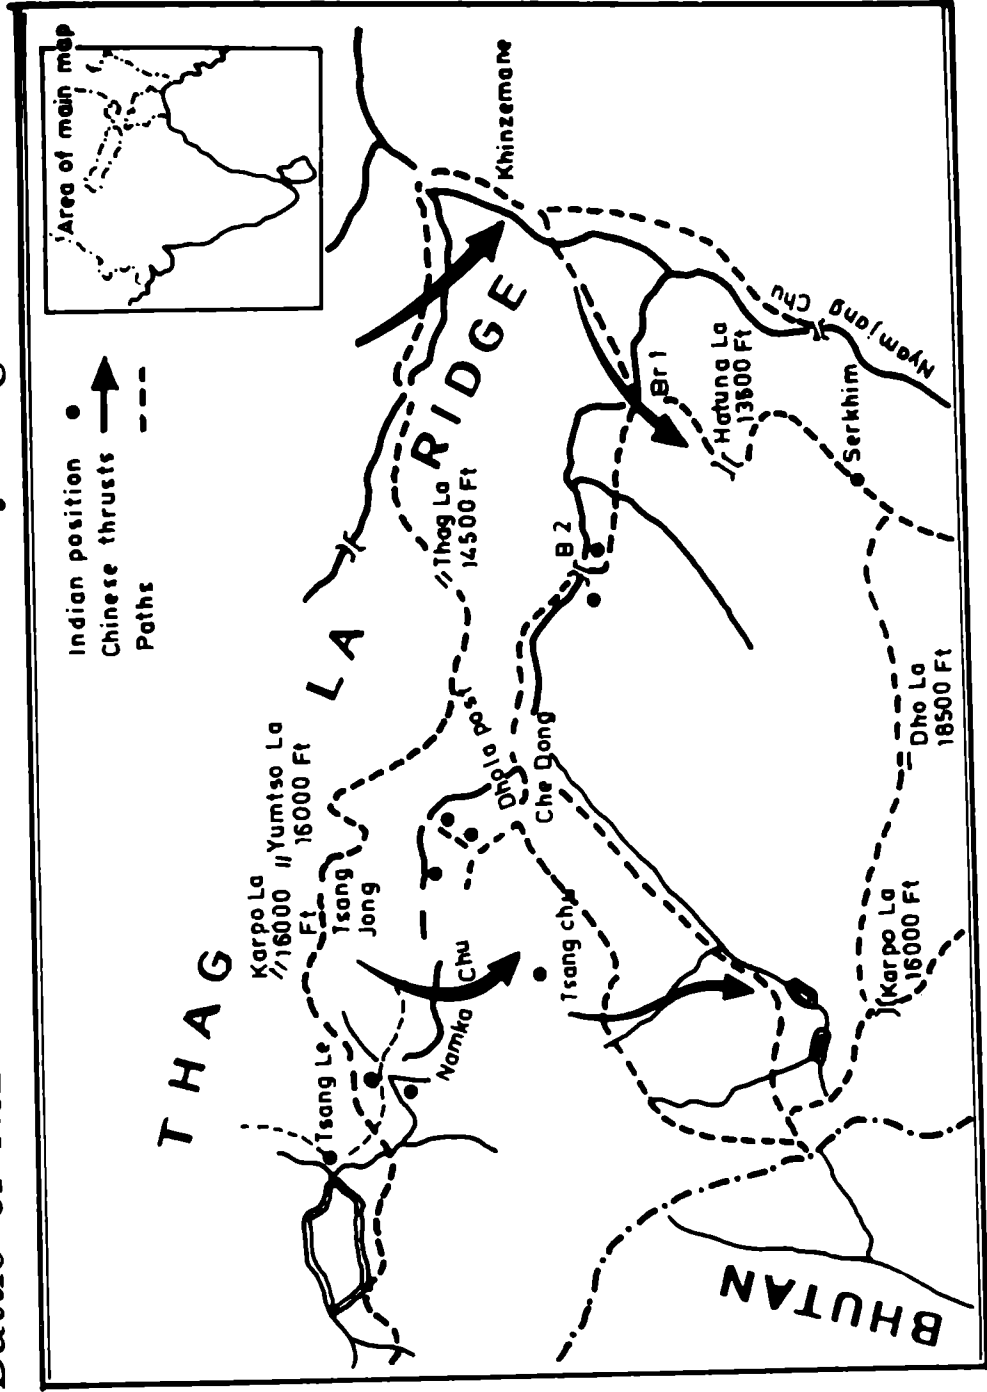 Area of main map
Indian position
Chinese thrusts
Paths
THAG
LA
RIDGE
Khinzemane
Karpo La
16000
Ft
Yumtso La
16000 Ft
Tsang
Jong
Thag La
14500 Ft
Tsang Le
Namka Chu
Dhola post
Che Dong
Tsang chu
B 2
Br 1
Hatung La
13600 Ft
Nyamjang Chu
Serkhim
Dho La
18500 Ft
Karpo La
16000 Ft
BHUTAN